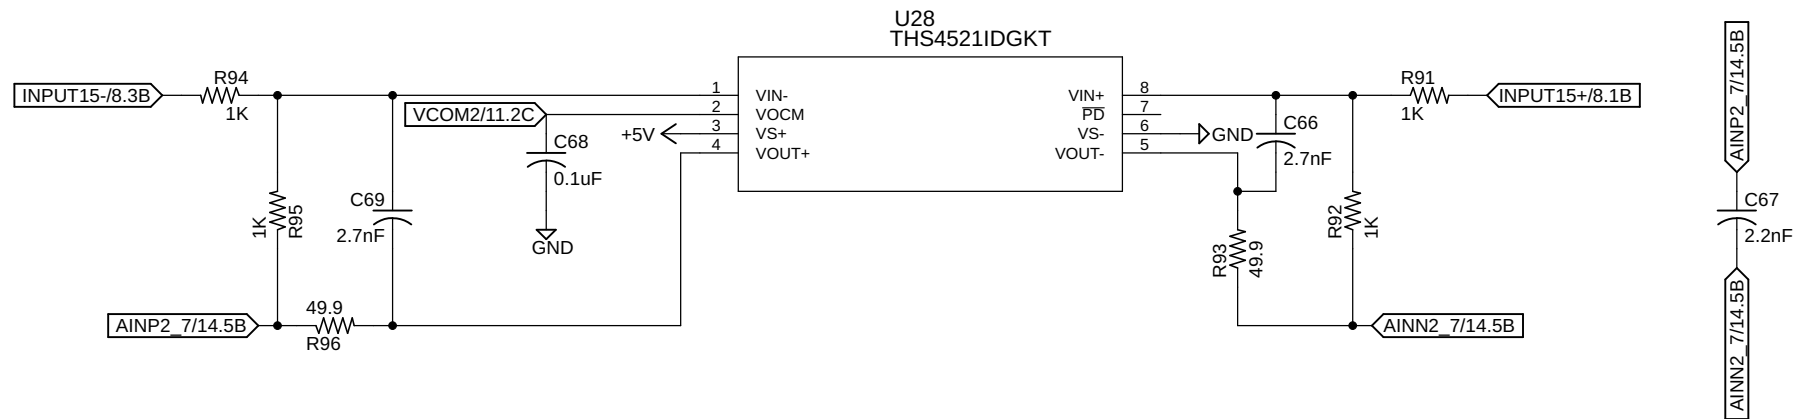 U28
THS4521IDGKT
INPUT15-/8.3B
R94
1K
1
VIN-
VIN+
8
R91
1K
INPUT15+/8.1B
VCOM2/11.2C
2
VOCM
PD
7
+5V
3
VS+
VS-
6
GND
4
VOUT+
VOUT-
5
C68
0.1uF
GND
C66
2.7nF
C69
2.7nF
1K
R95
R92
1K
R93
49.9
49.9
R96
AINP2_7/14.5B
AINN2_7/14.5B
AINP2_7/14.5B
C67
2.2nF
AINN2_7/14.5B